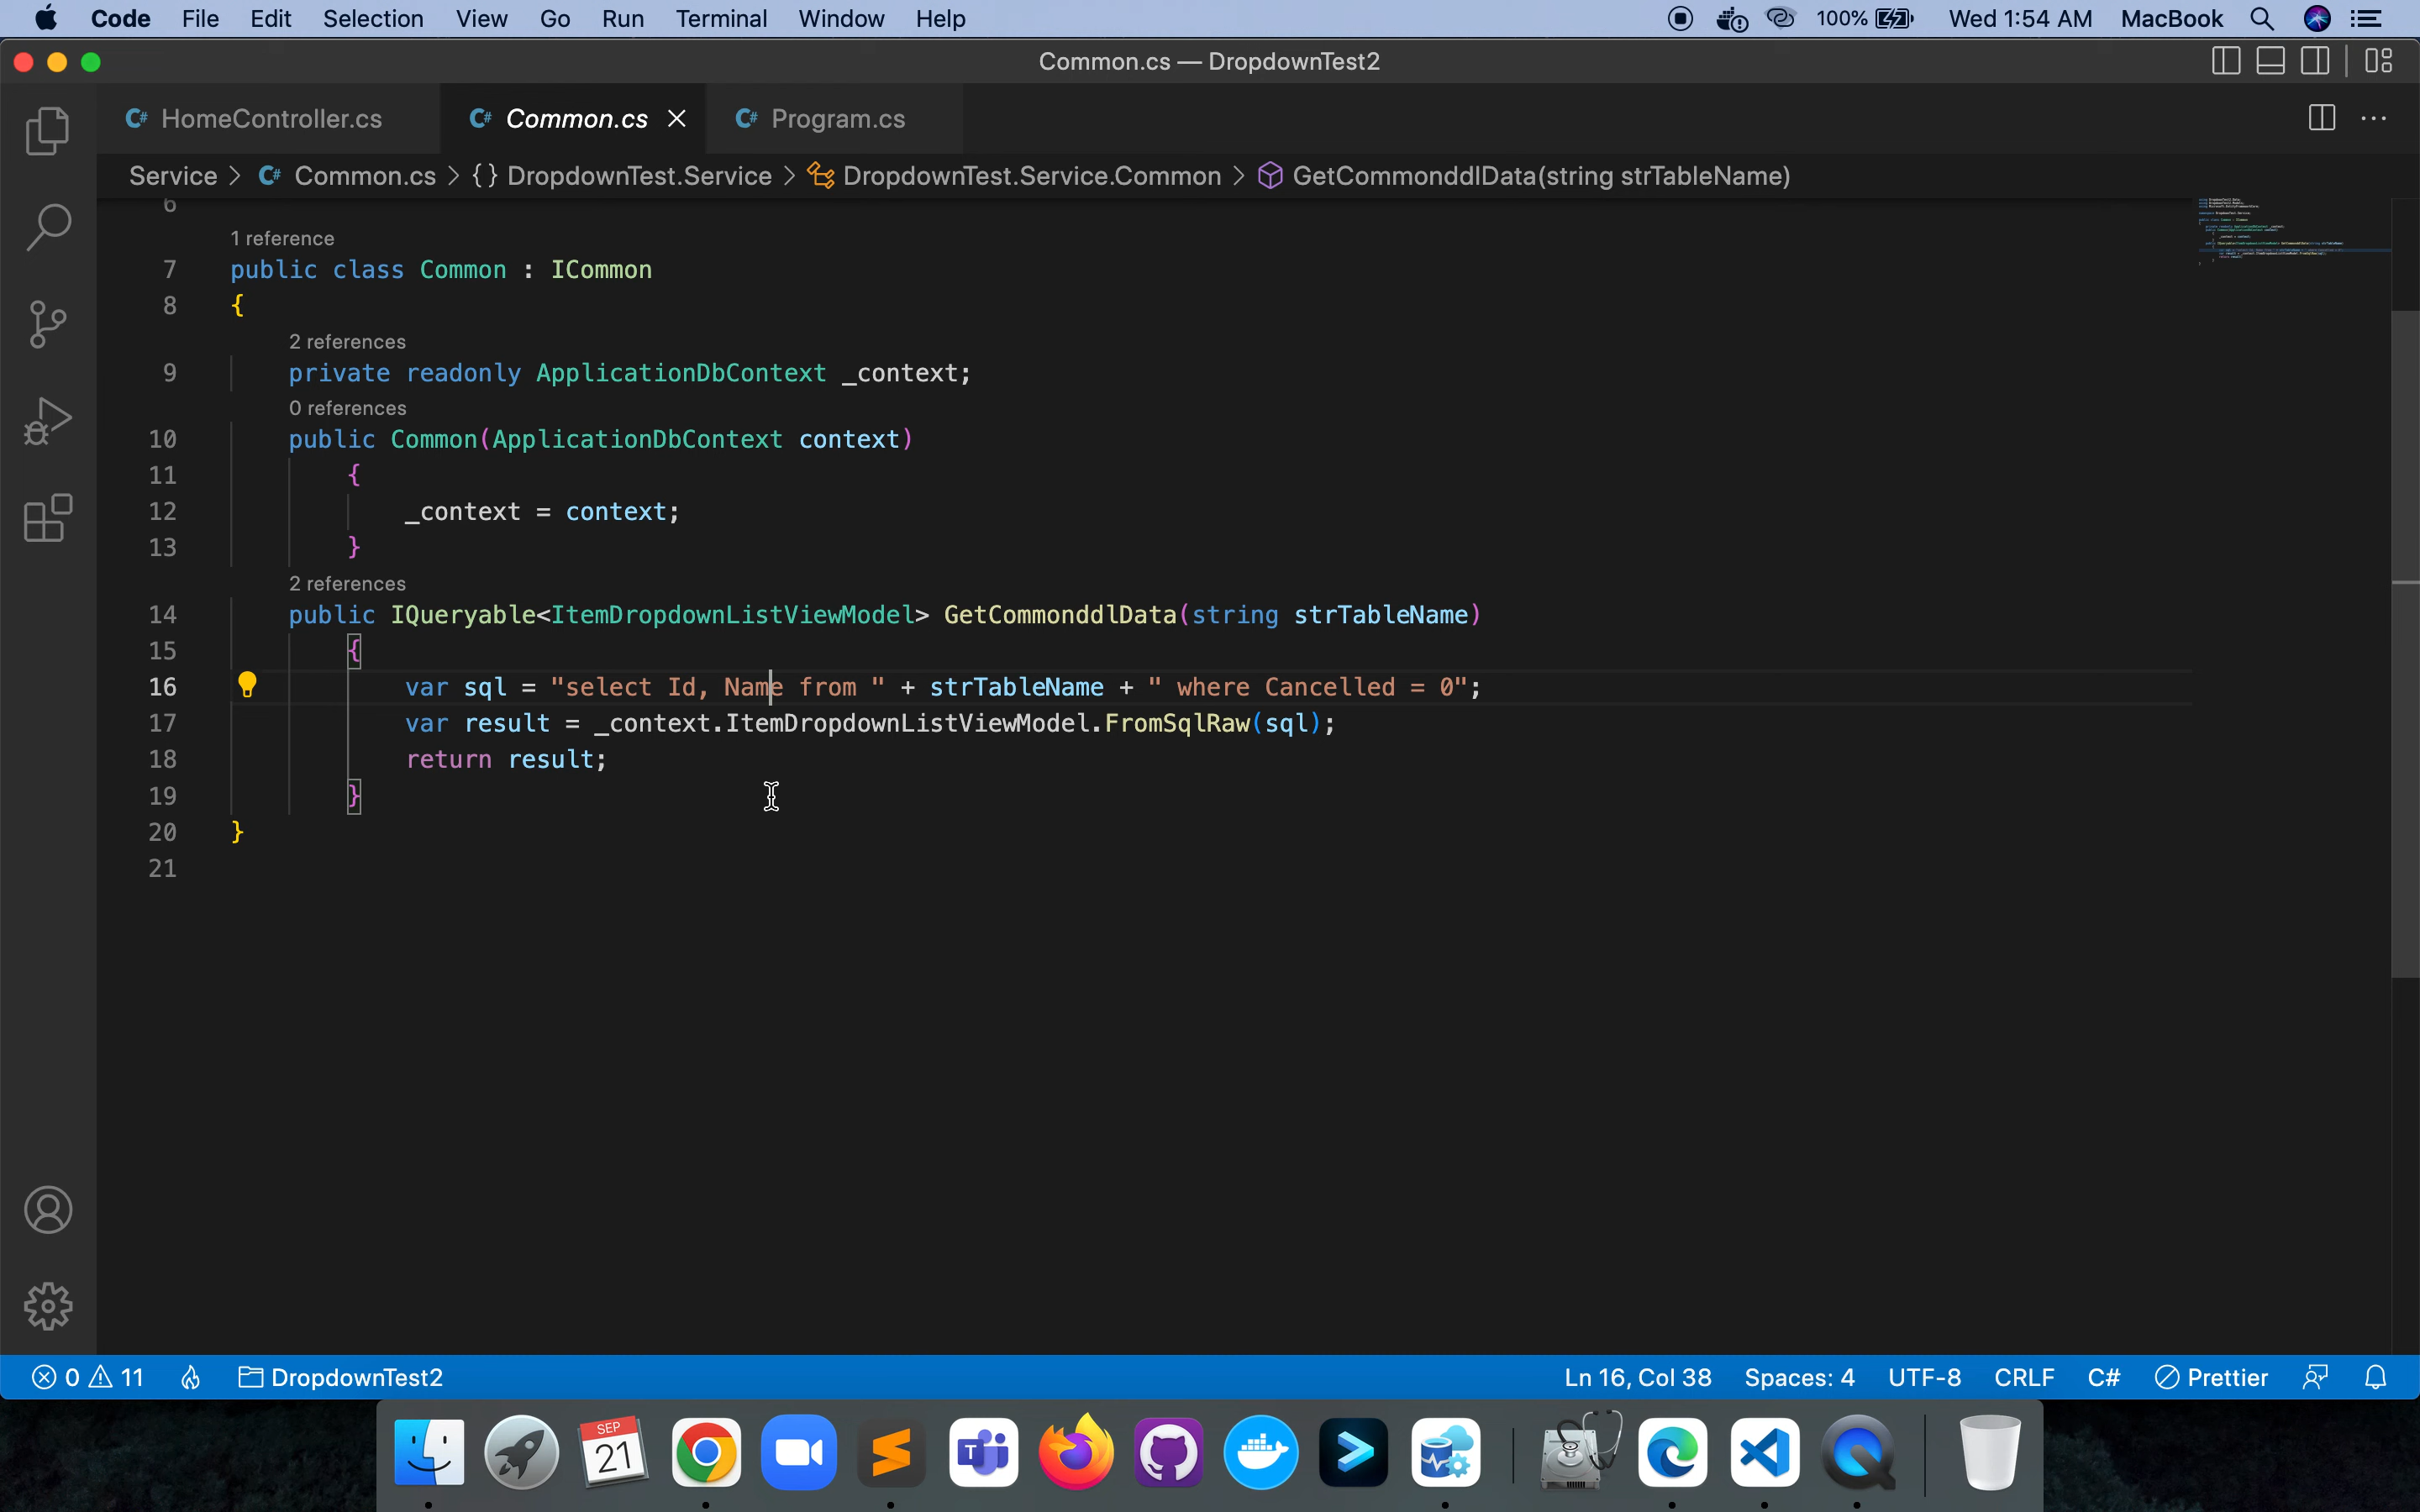 Code File Edit Selection View Go Run Terminal Window Help 100% Wed 1:54 AM MacBook
Common.cs — DropdownTest2
C# HomeController.cs C# Common.cs C# Program.cs
Service > C# Common.cs > {} DropdownTest.Service > DropdownTest.Service.Common > GetCommonddlData(string strTableName)
6
1 reference
7 public class Common : ICommon
8 {
2 references
9 private readonly ApplicationDbContext _context;
0 references
10 public Common(ApplicationDbContext context)
11 {
12 _context = context;
13 }
2 references
14 public IQueryable<ItemDropdownListViewModel> GetCommonddlData(string strTableName)
15 {
16 var sql = "select Id, Name from " + strTableName + " where Cancelled = 0";
17 var result = _context.ItemDropdownListViewModel.FromSqlRaw(sql);
18 return result;
19 }
20 }
21
0 11 DropdownTest2 Ln 16, Col 38 Spaces: 4 UTF-8 CRLF C# Prettier
SEP
21
T